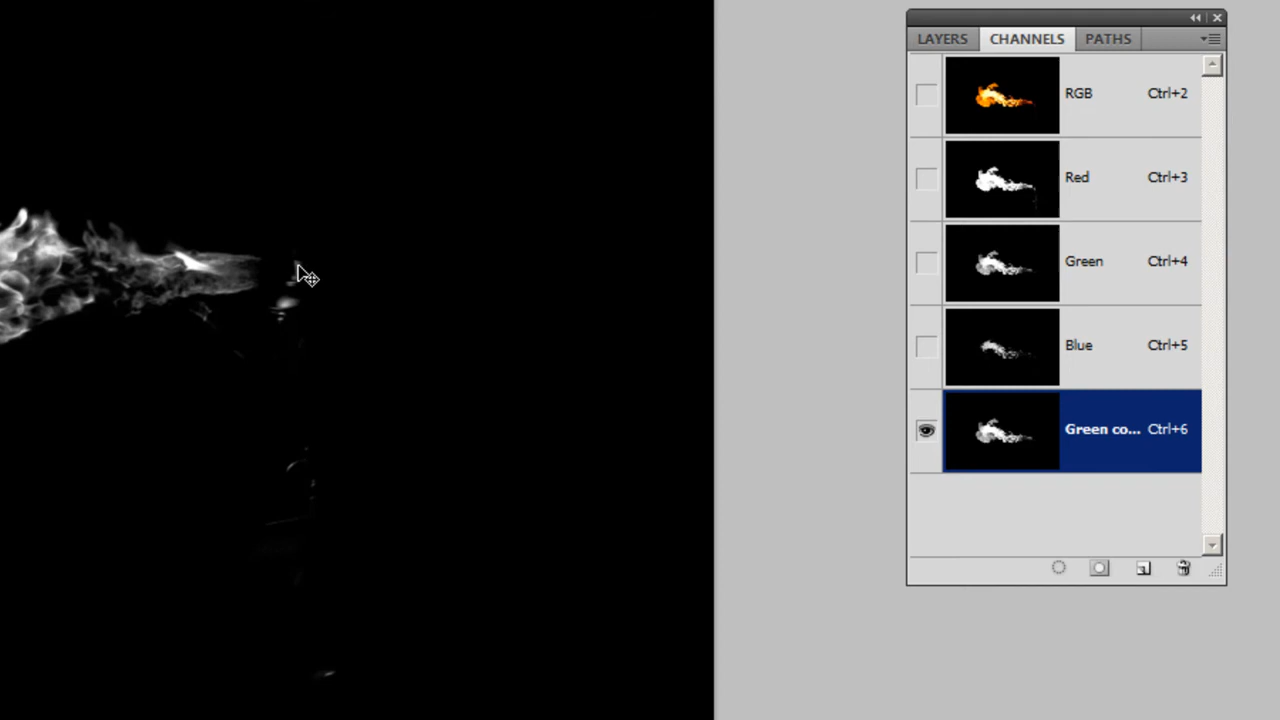 LAYERS CHANNELS PATHS
RGB Ctrl+2
Red Ctrl+3
Green Ctrl+4
Blue Ctrl+5
Green co... Ctrl+6